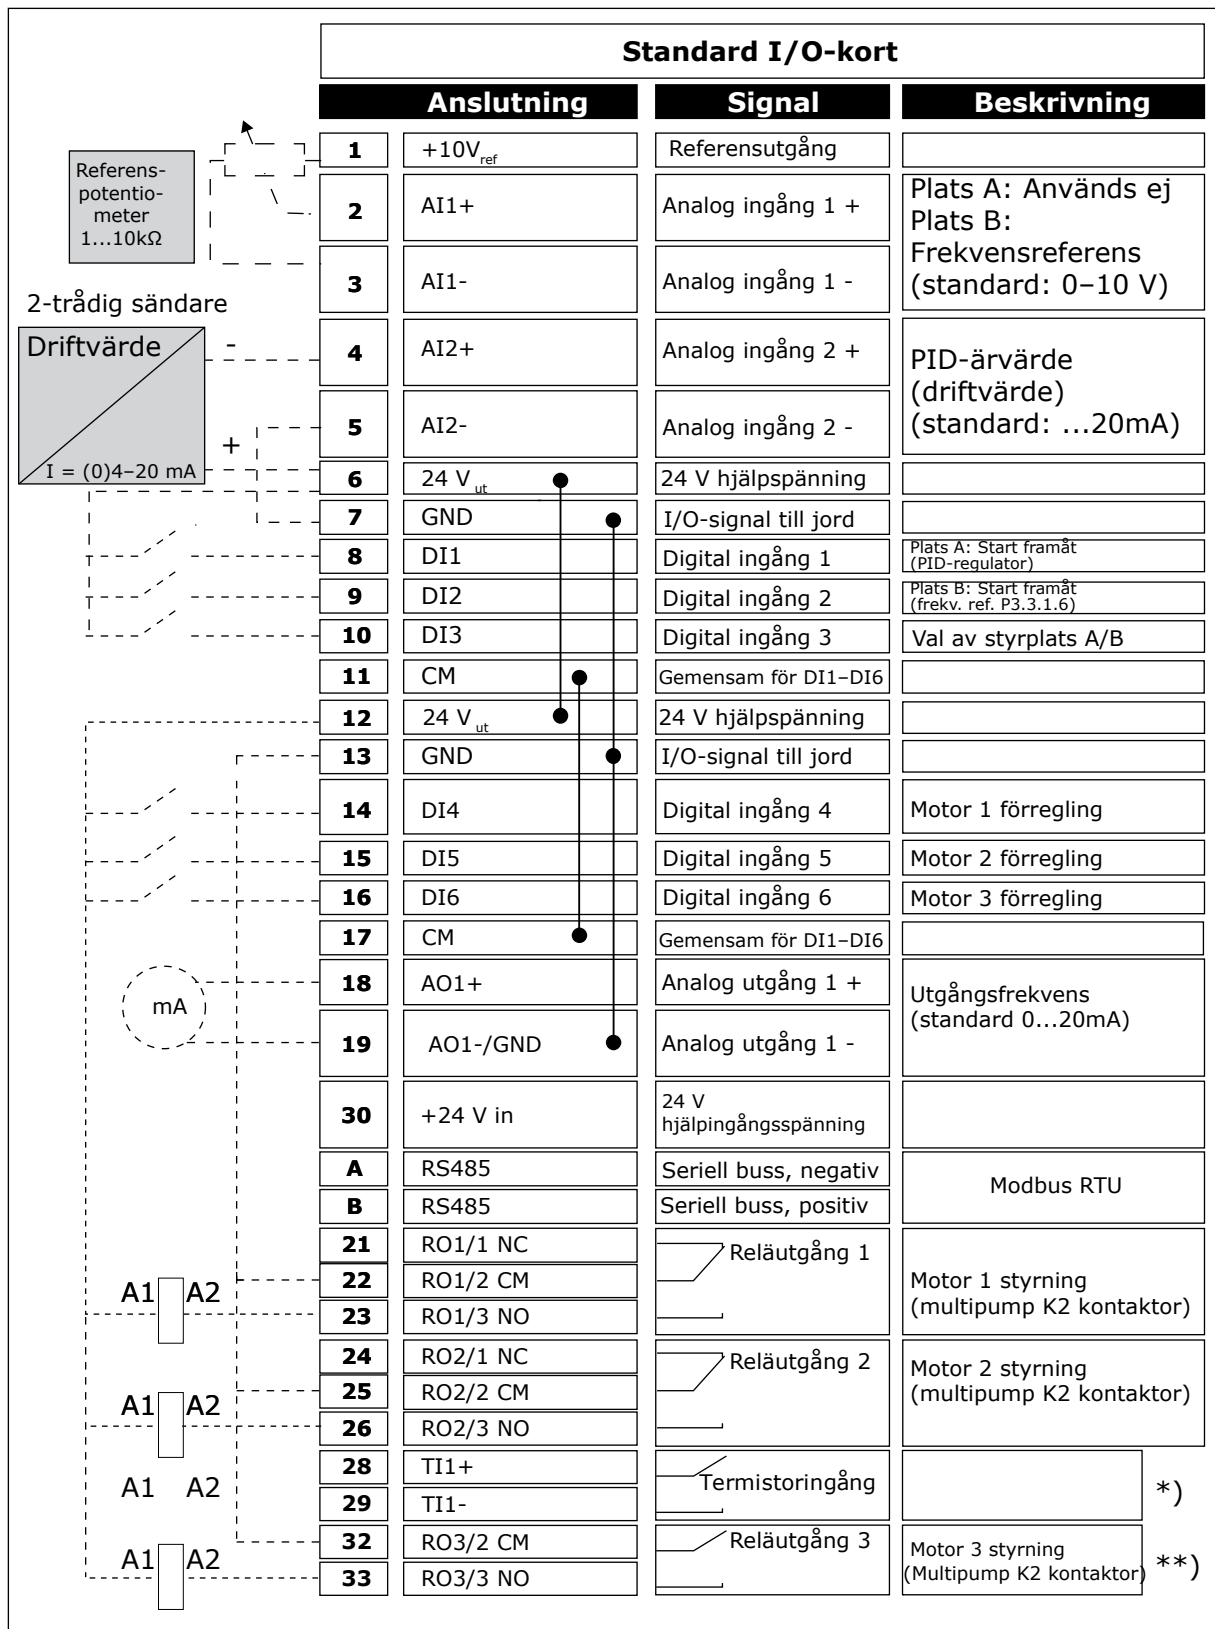 Standard I/O-kort
Anslutning Signal Beskrivning
Referens-
potentio-
meter
1...10kΩ
1 +10Vref Referensutgång
2 AI1+ Analog ingång 1 +
3 AI1- Analog ingång 1 -
Plats A: Används ej
Plats B:
Frekvensreferens
(standard: 0–10 V)
2-trådig sändare
Driftvärde
-
+
I = (0)4–20 mA
4 AI2+ Analog ingång 2 +
5 AI2- Analog ingång 2 -
PID-ärvärde
(driftvärde)
(standard: ...20mA)
6 24 Vut 24 V hjälpspänning
7 GND I/O-signal till jord
8 DI1 Digital ingång 1
Plats A: Start framåt
(PID-regulator)
9 DI2 Digital ingång 2
Plats B: Start framåt
(frekv. ref. P3.3.1.6)
10 DI3 Digital ingång 3 Val av styrplats A/B
11 CM Gemensam för DI1–DI6
12 24 Vut 24 V hjälpspänning
13 GND I/O-signal till jord
14 DI4 Digital ingång 4 Motor 1 förregling
15 DI5 Digital ingång 5 Motor 2 förregling
16 DI6 Digital ingång 6 Motor 3 förregling
17 CM Gemensam för DI1–DI6
mA
18 AO1+ Analog utgång 1 +
19 AO1-/GND Analog utgång 1 -
Utgångsfrekvens
(standard 0...20mA)
30 +24 V in
24 V
hjälpingångsspänning
A RS485 Seriell buss, negativ
B RS485 Seriell buss, positiv
Modbus RTU
21 RO1/1 NC Reläutgång 1
22 RO1/2 CM
A1 A2
23 RO1/3 NO
Motor 1 styrning
(multipump K2 kontaktor)
24 RO2/1 NC Reläutgång 2
25 RO2/2 CM
A1 A2
26 RO2/3 NO
Motor 2 styrning
(multipump K2 kontaktor)
28 TI1+ Termistoringång
A1 A2
29 TI1-
*)
32 RO3/2 CM Reläutgång 3
A1 A2
33 RO3/3 NO
Motor 3 styrning
(Multipump K2 kontaktor)
**)